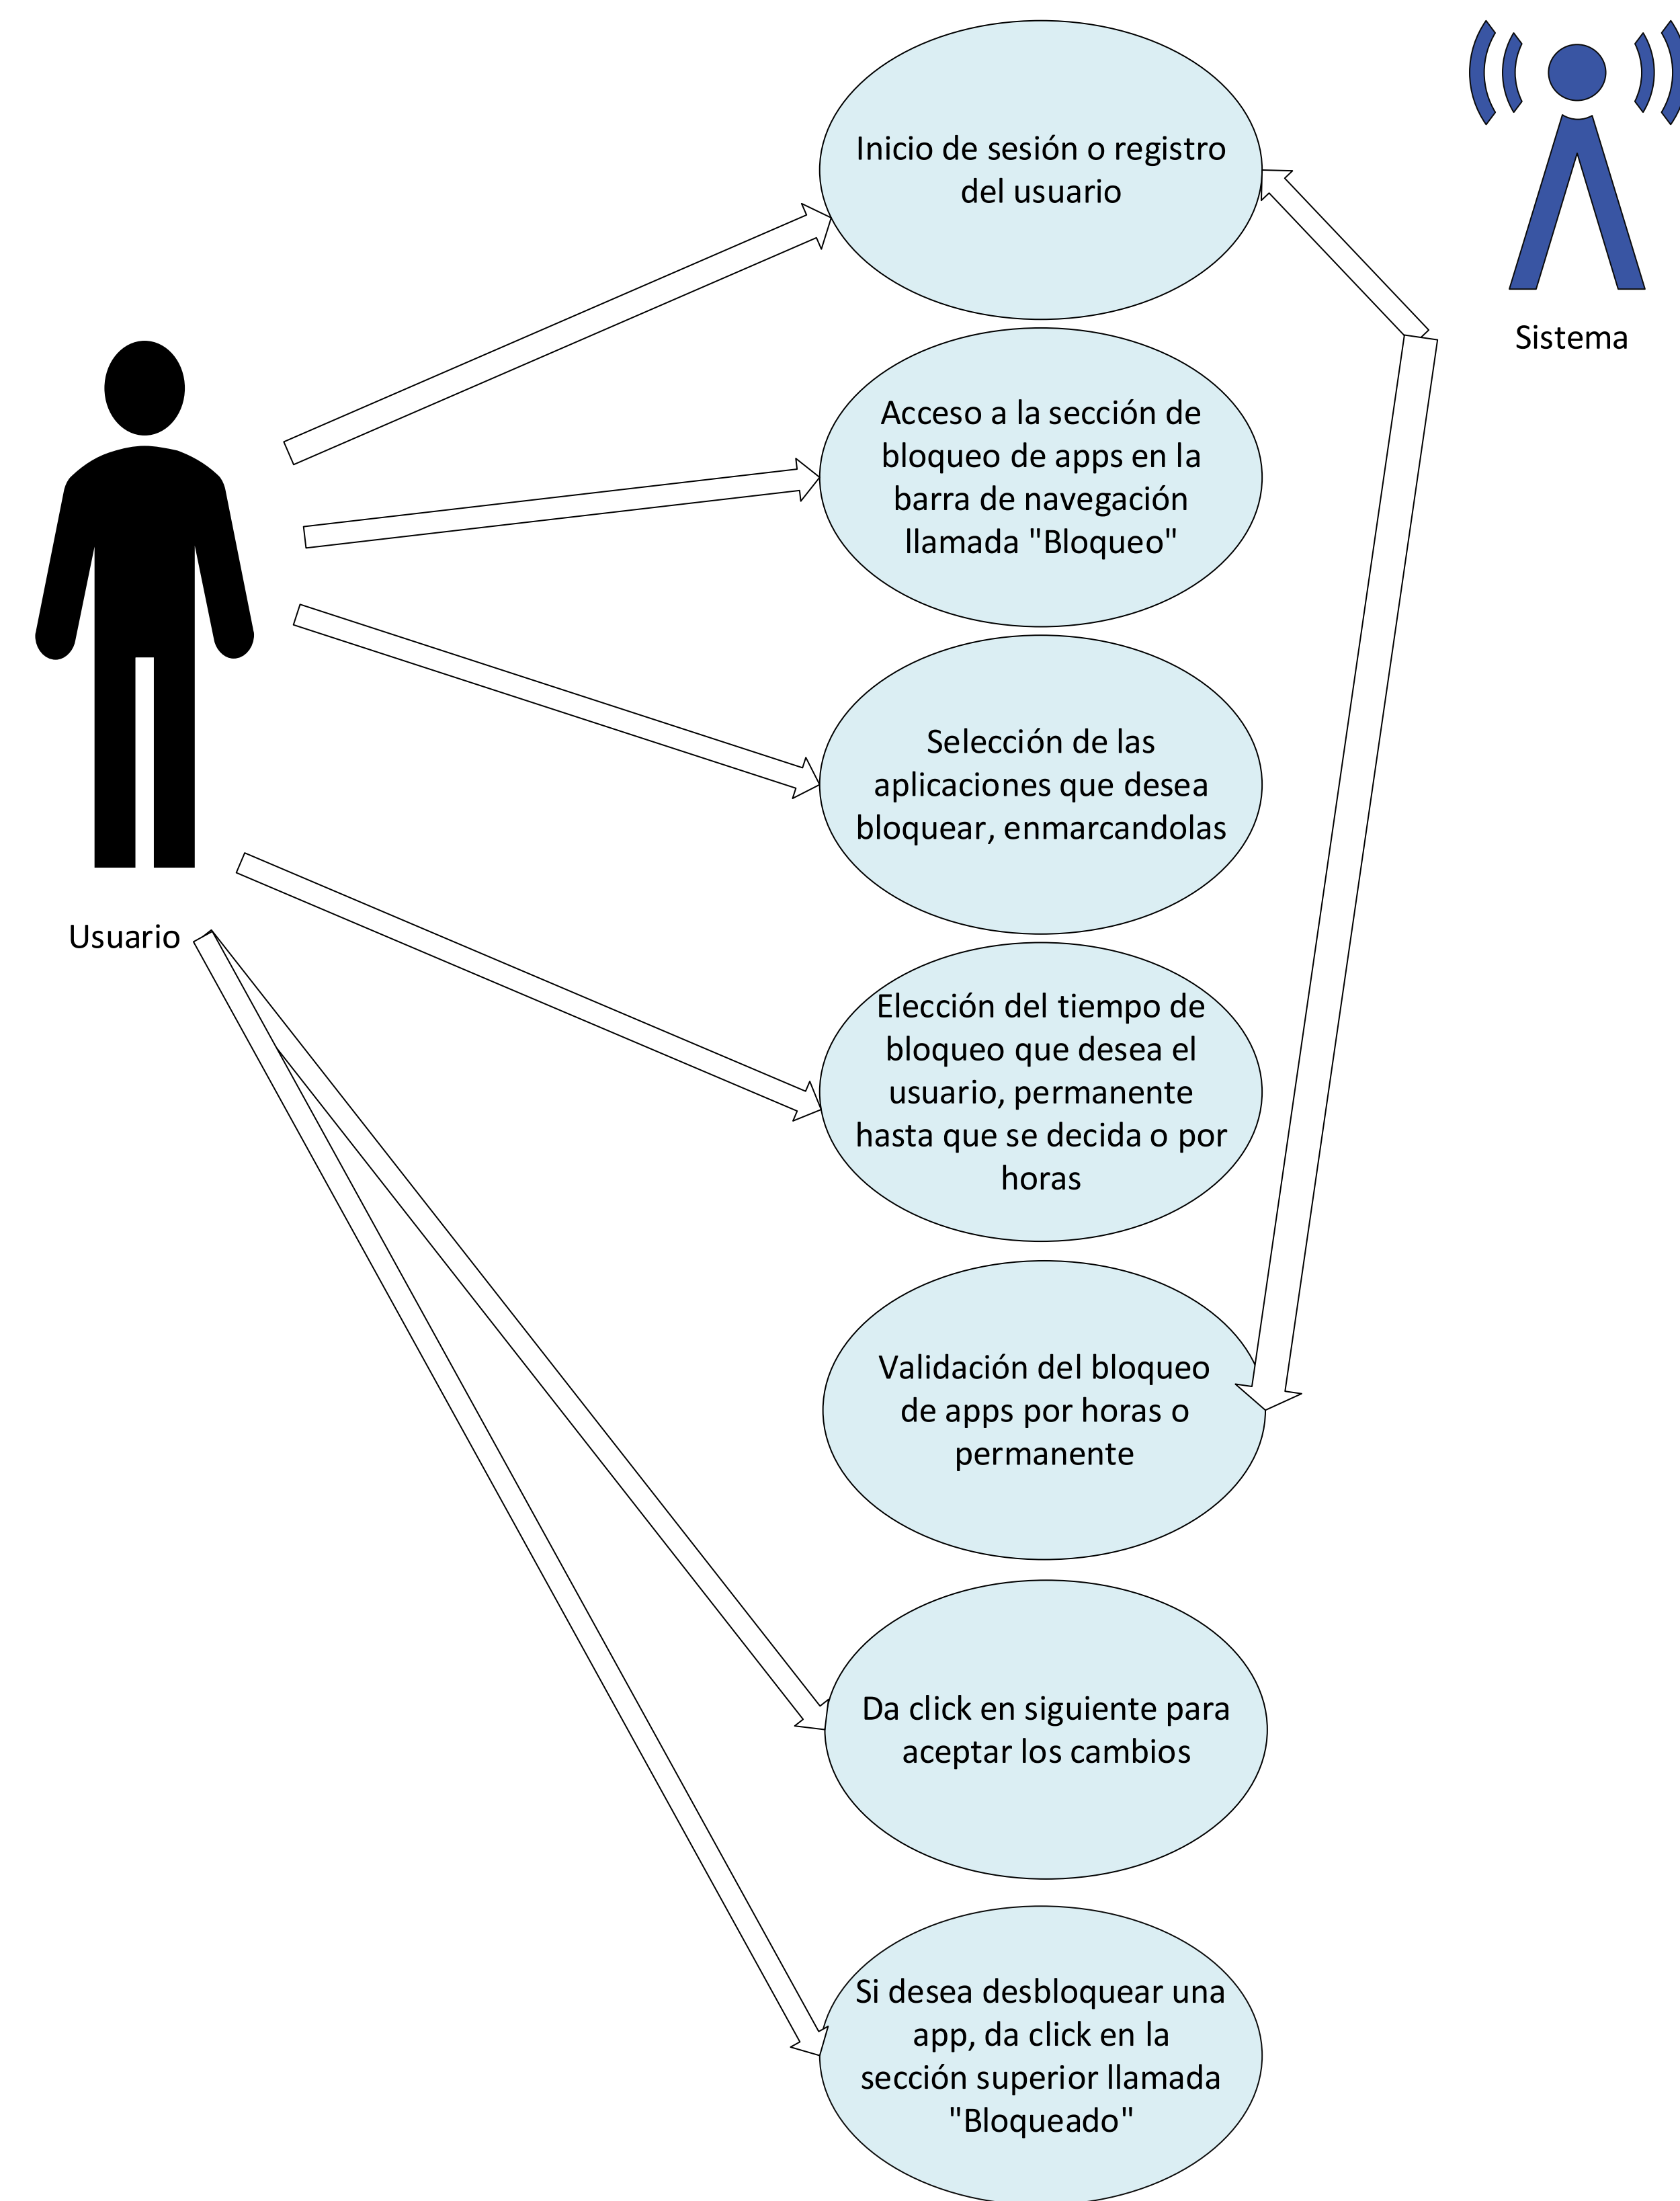 Inicio de sesión o registro
del usuario
Sistema
Acceso a la sección de
bloqueo de apps en la
barra de navegación
llamada "Bloqueo"
Selección de las
aplicaciones que desea
bloquear, enmarcandolas
Usuario
Elección del tiempo de
bloqueo que desea el
usuario, permanente
hasta que se decida o por
horas
Validación del bloqueo
de apps por horas o
permanente
Da click en siguiente para
aceptar los cambios
Si desea desbloquear una
app, da click en la
sección superior llamada
"Bloqueado"